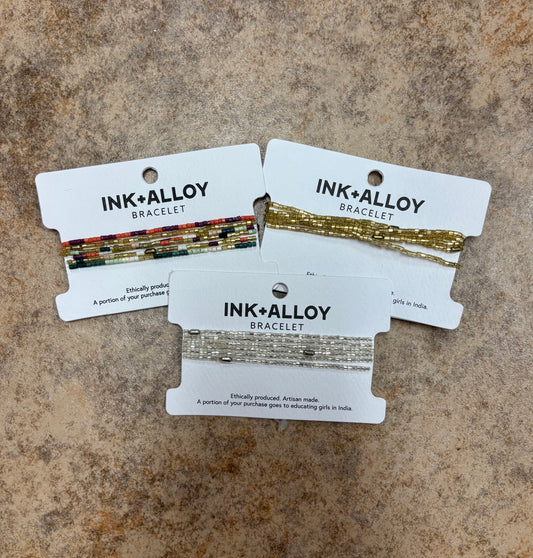 INK+ALLOY
BRACELET
Ethically produced.
A portion of your purchase goes
INK+ALLOY
BRACELET
girls in India.
INK+ALLOY
BRACELET
Ethically produced. Artisan made.
A portion of your purchase goes to educating girls in India.